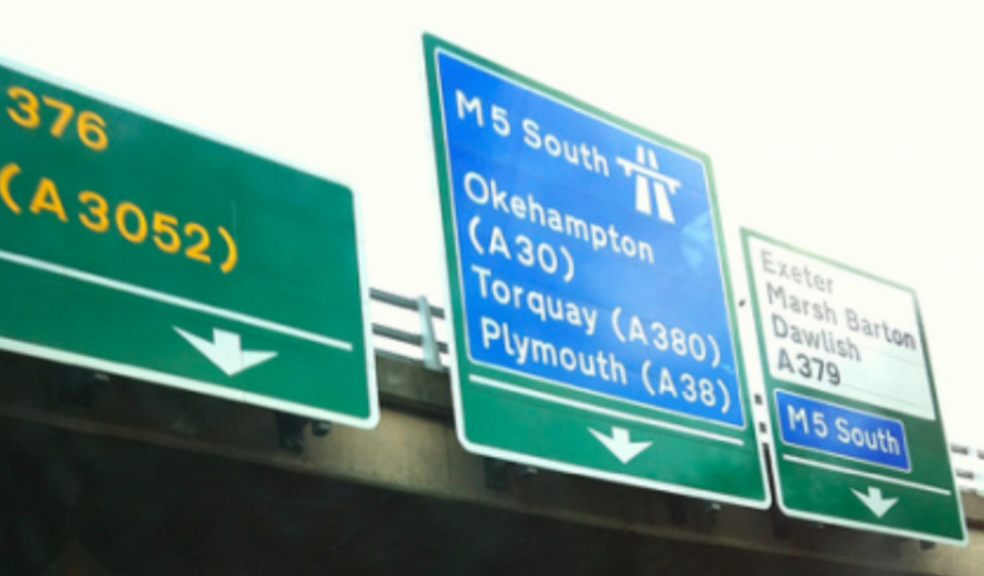 376
(A3052)
M5 South
Okehampton
(A30)
Torquay (A380)
Plymouth (A38)
Exeter
Marsh Barton
Dawlish
A379
M5 South